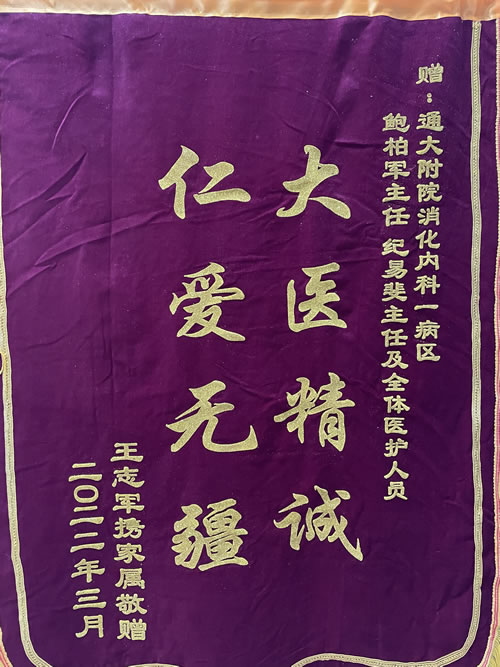 赠：通大附院消化内科一病区
鲍柏军主任 纪易斐主任及全体医护人员
大医精诚
仁爱无疆
王志军携家属敬赠
二〇二二年三月